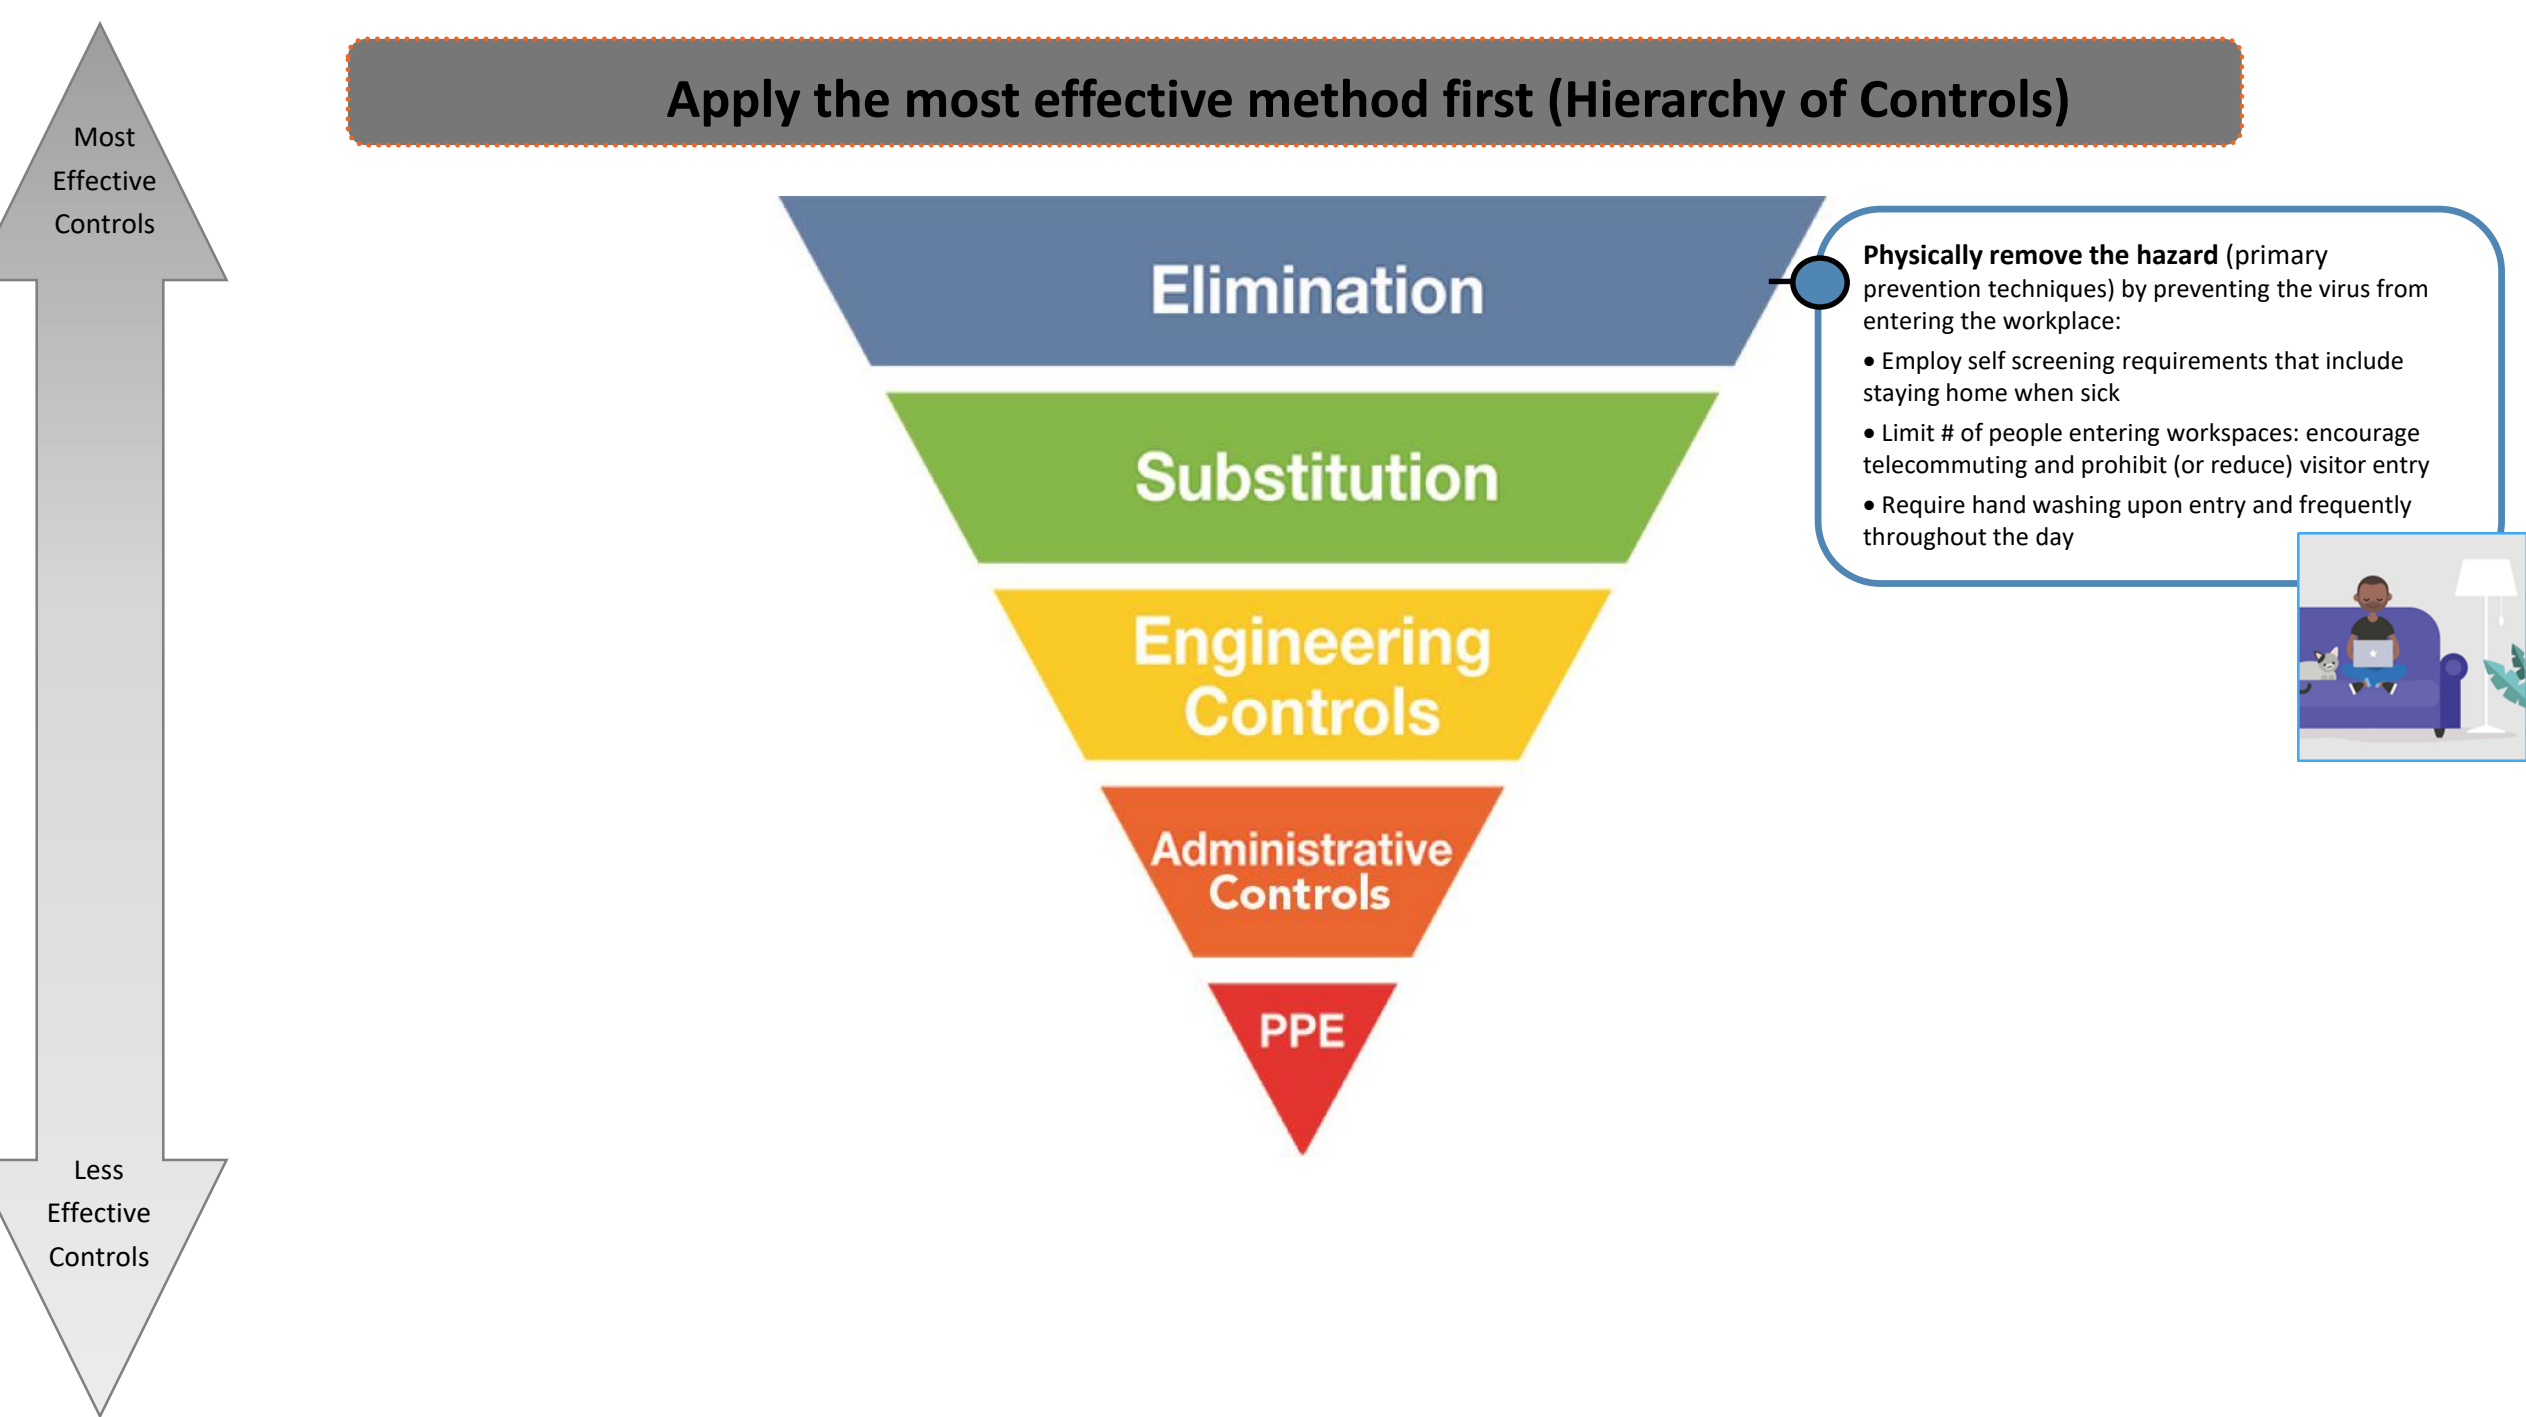 Apply the most effective method first (Hierarchy of Controls)
Most
Effective
Controls
Elimination
Physically remove the hazard (primary
prevention techniques) by preventing the virus from
entering the workplace:
• Employ self screening requirements that include
staying home when sick
• Limit # of people entering workspaces: encourage
telecommuting and prohibit (or reduce) visitor entry
• Require hand washing upon entry and frequently
throughout the day
Substitution
Engineering
Controls
Administrative
Controls
PPE
Less
Effective
Controls